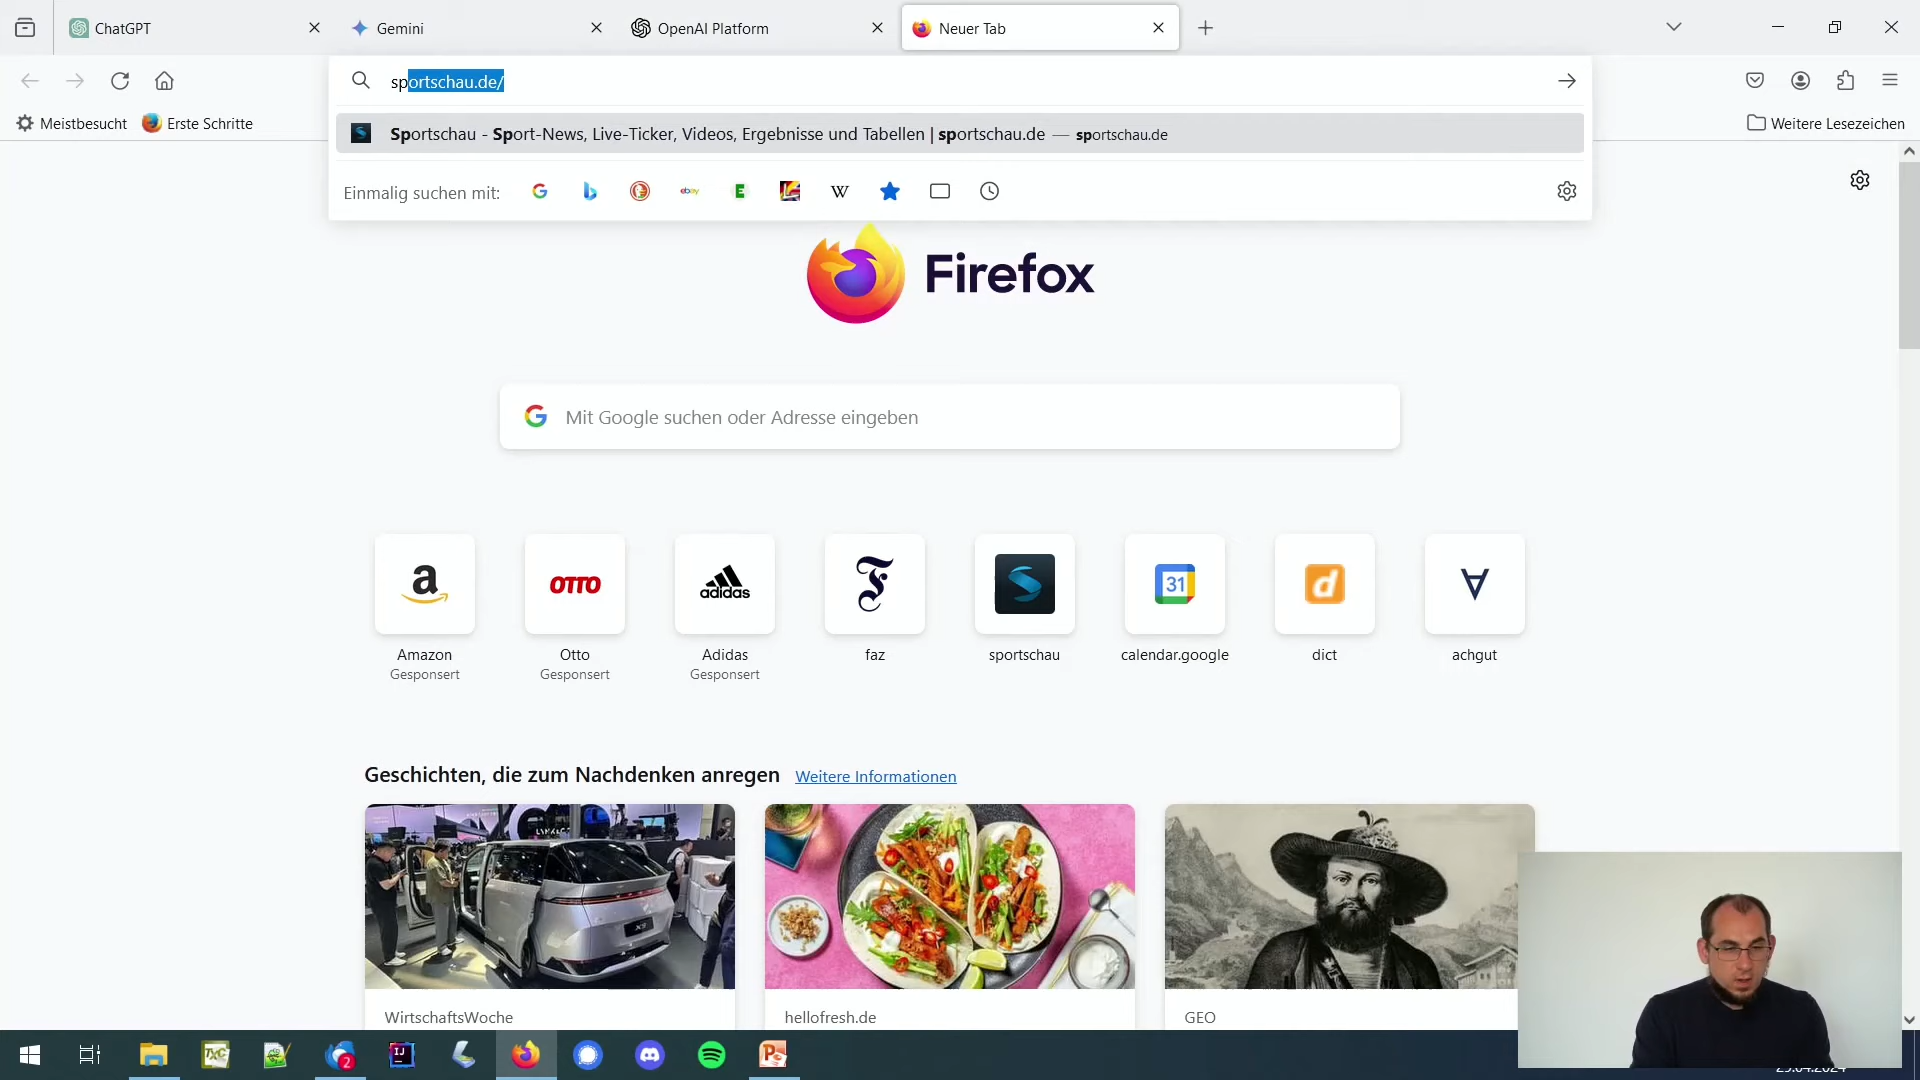 ChatGPT
Gemini
OpenAI Platform
Neuer Tab
sportschau.de/
Meistbesucht
Erste Schritte
Weitere Lesezeichen
Sportschau - Sport-News, Live-Ticker, Videos, Ergebnisse und Tabellen | sportschau.de — sportschau.de
Einmalig suchen mit:
Firefox
Mit Google suchen oder Adresse eingeben
OTTO
adidas
31
Amazon
Gesponsert
Otto
Gesponsert
Adidas
Gesponsert
faz
sportschau
calendar.google
dict
achgut
Geschichten, die zum Nachdenken anregen
Weitere Informationen
WirtschaftsWoche
hellofresh.de
GEO